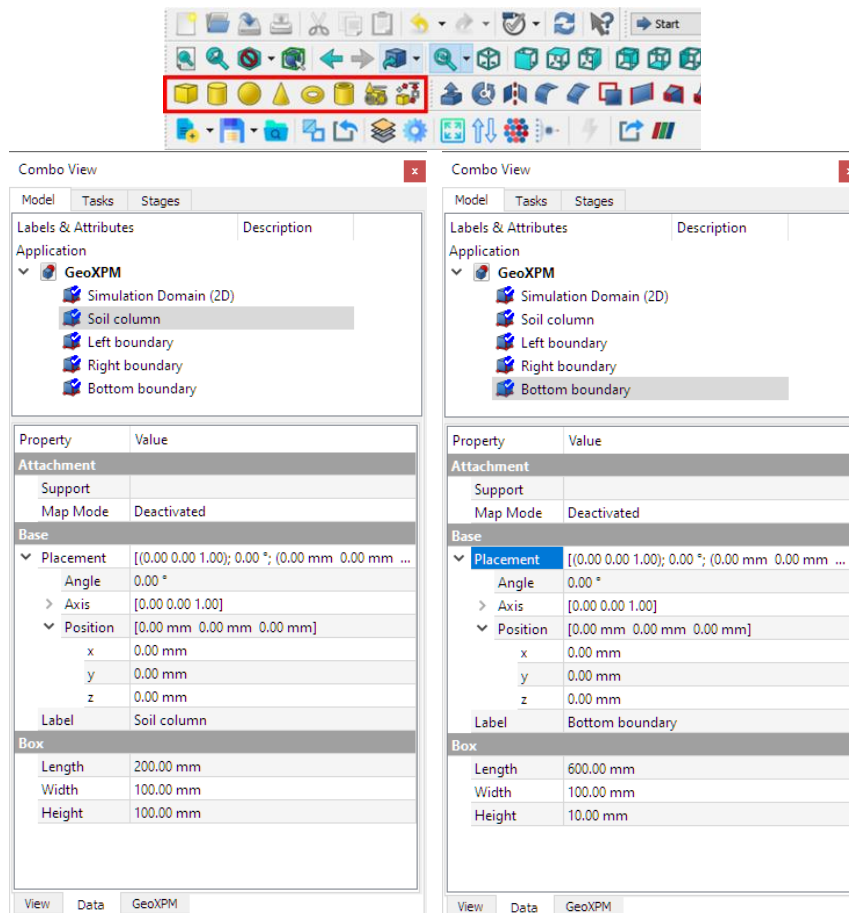 Start
Combo View
x
Model Tasks Stages
Labels & Attributes Description
Application
GeoXPM
Simulation Domain (2D)
Soil column
Left boundary
Right boundary
Bottom boundary
Property Value
Attachment
Support
Map Mode Deactivated
Base
Placement [(0.00 0.00 1.00); 0.00 °; (0.00 mm 0.00 mm ...
Angle 0.00 °
Axis [0.00 0.00 1.00]
Position [0.00 mm 0.00 mm 0.00 mm]
x 0.00 mm
y 0.00 mm
z 0.00 mm
Label Soil column
Box
Length 200.00 mm
Width 100.00 mm
Height 100.00 mm
View Data GeoXPM
Combo View
x
Model Tasks Stages
Labels & Attributes Description
Application
GeoXPM
Simulation Domain (2D)
Soil column
Left boundary
Right boundary
Bottom boundary
Property Value
Attachment
Support
Map Mode Deactivated
Base
Placement [(0.00 0.00 1.00); 0.00 °; (0.00 mm 0.00 mm ...
Angle 0.00 °
Axis [0.00 0.00 1.00]
Position [0.00 mm 0.00 mm 0.00 mm]
x 0.00 mm
y 0.00 mm
z 0.00 mm
Label Bottom boundary
Box
Length 600.00 mm
Width 100.00 mm
Height 10.00 mm
View Data GeoXPM